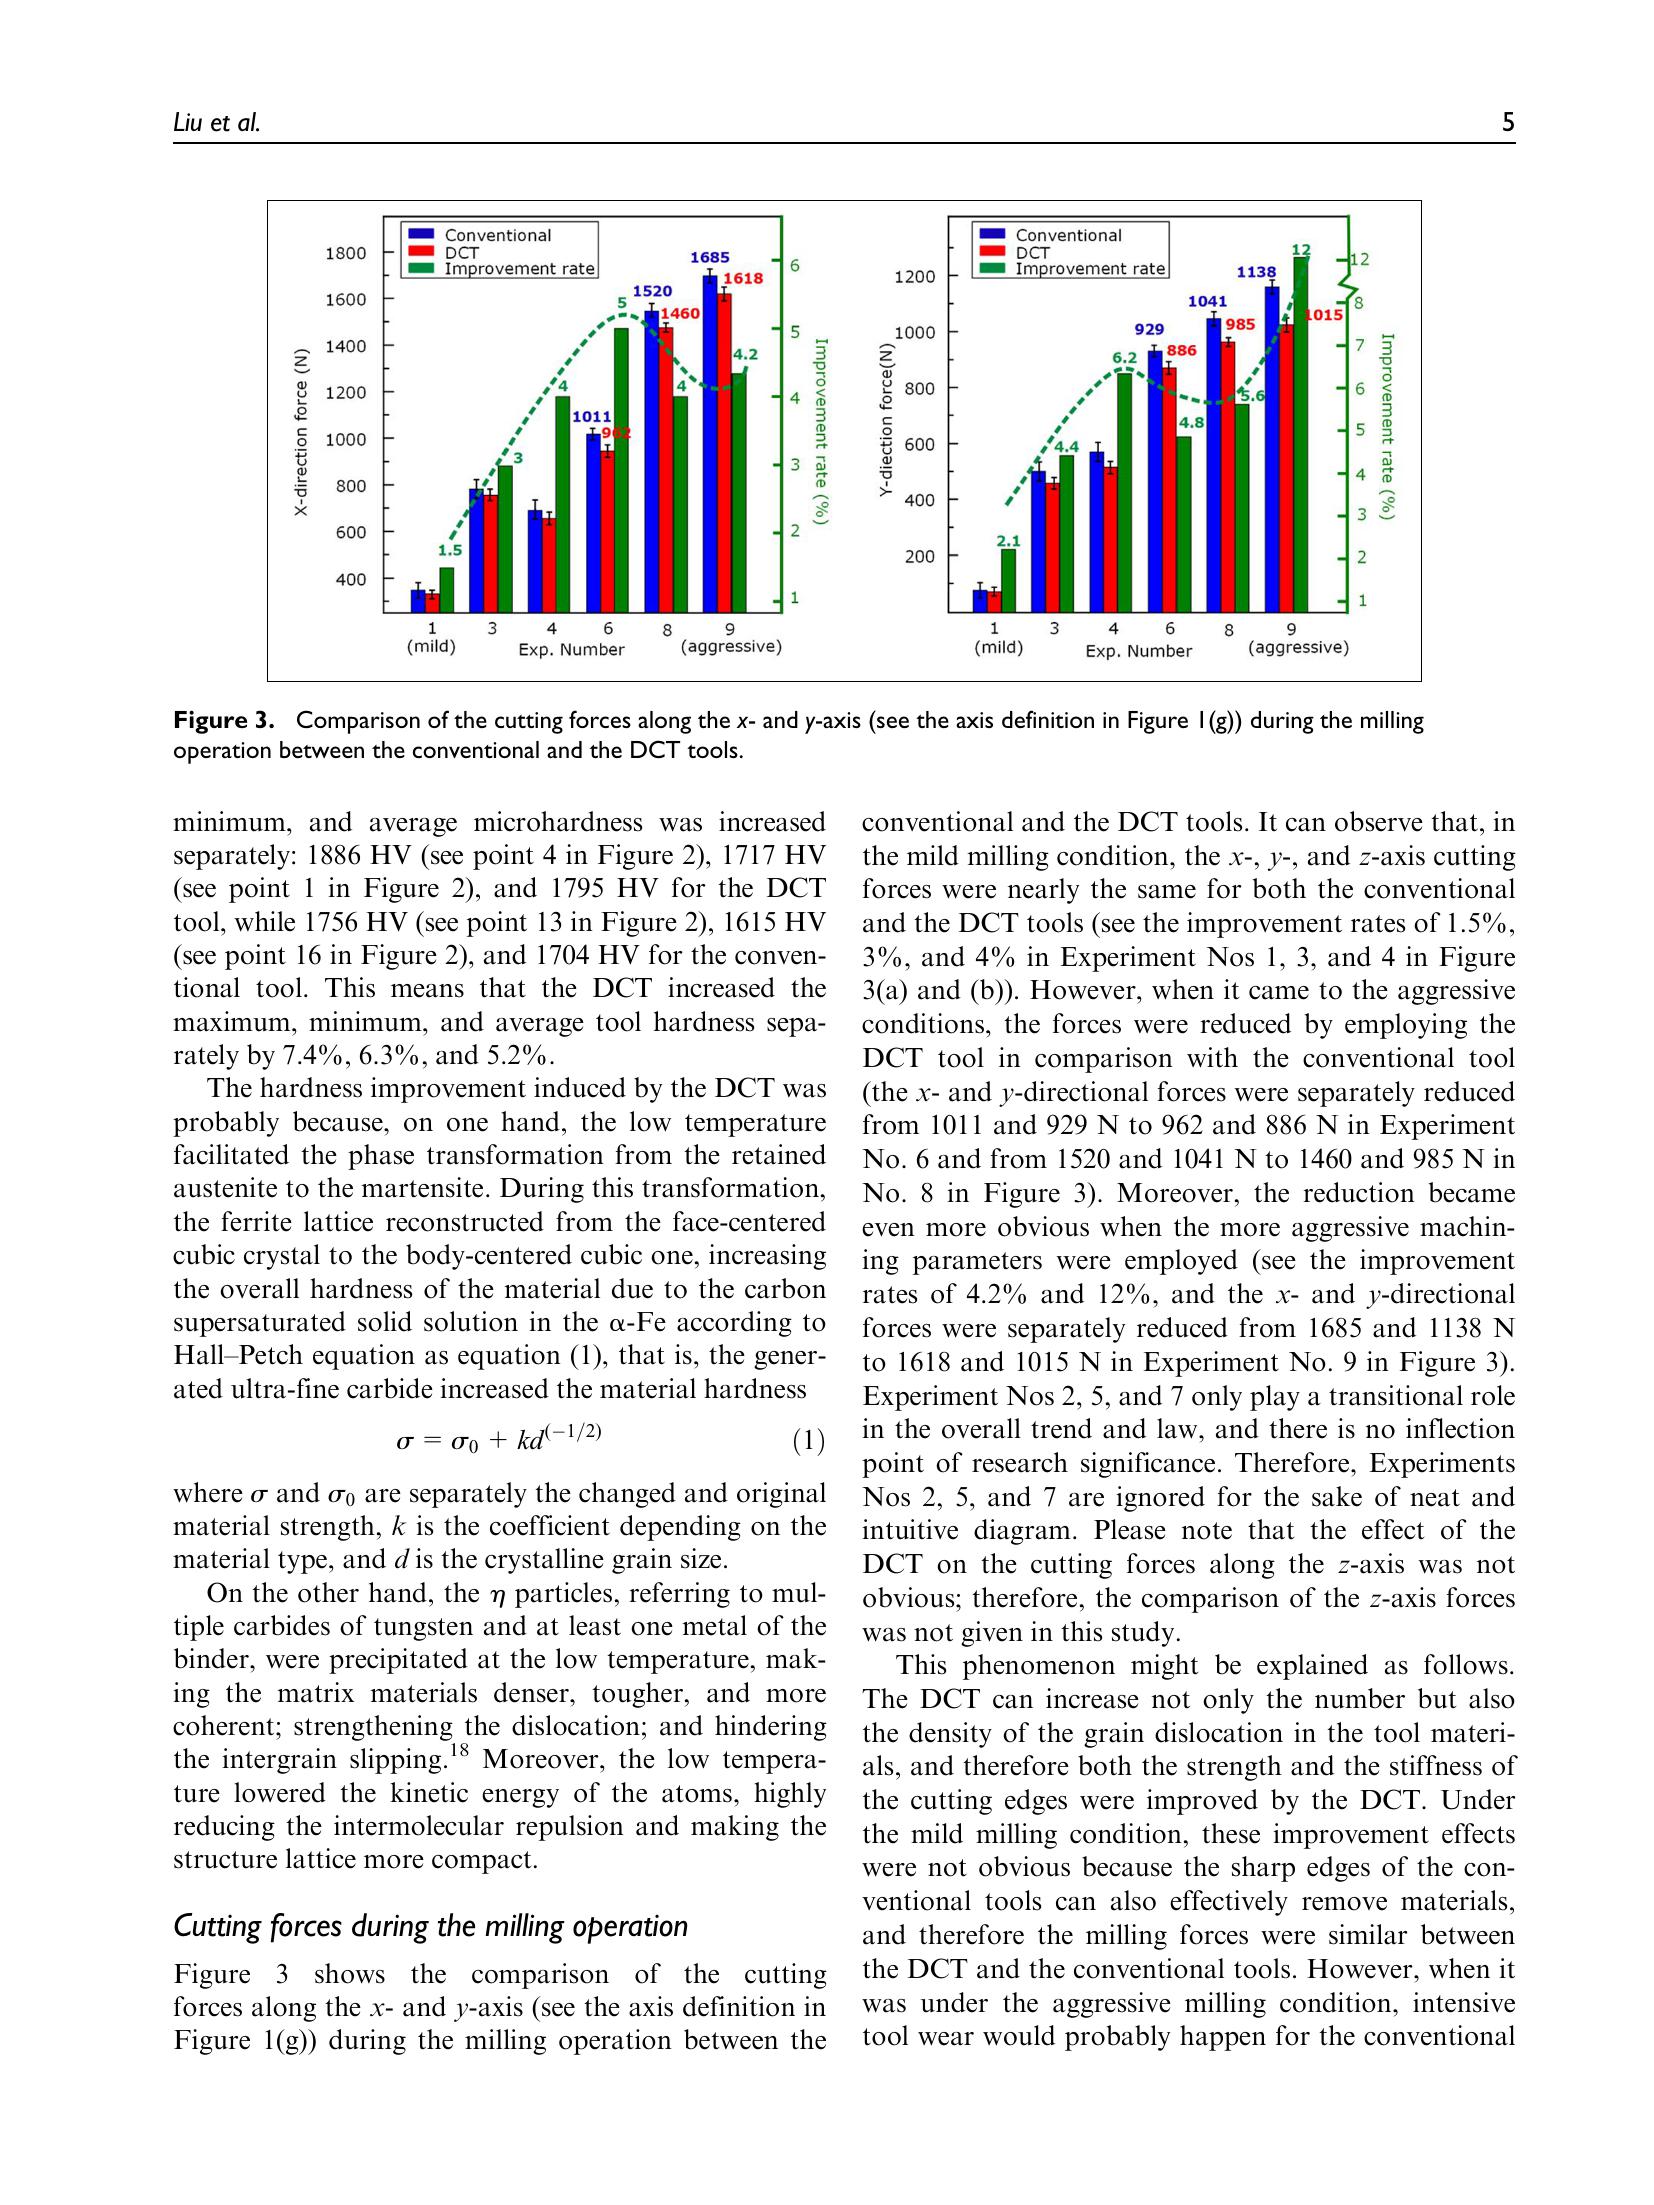 Liu et al.
5
Conventional
DCT
Improvement rate
1800
1600
1400
1200
1000
800
600
400
X-direction force (N)
1.5
3
4
5
4
4.2
1011
962
1520
1460
1685
1618
6
5
4
3
2
1
Improvement rate (%)
1
3
4
6
8
9
(mild)
Exp. Number
(aggressive)
Conventional
DCT
Improvement rate
1200
1000
800
600
400
200
Y-diection force(N)
2.1
4.4
6.2
4.8
5.6
12
929
886
1041
985
1138
1015
12
8
7
6
5
4
3
2
1
Improvement rate (%)
1
3
4
6
8
9
(mild)
Exp. Number
(aggressive)
Figure 3. Comparison of the cutting forces along the x- and y-axis (see the axis definition in Figure 1(g)) during the milling
operation between the conventional and the DCT tools.
minimum, and average microhardness was increased
separately: 1886 HV (see point 4 in Figure 2), 1717 HV
(see point 1 in Figure 2), and 1795 HV for the DCT
tool, while 1756 HV (see point 13 in Figure 2), 1615 HV
(see point 16 in Figure 2), and 1704 HV for the conven-
tional tool. This means that the DCT increased the
maximum, minimum, and average tool hardness sepa-
rately by 7.4%, 6.3%, and 5.2%.
The hardness improvement induced by the DCT was
probably because, on one hand, the low temperature
facilitated the phase transformation from the retained
austenite to the martensite. During this transformation,
the ferrite lattice reconstructed from the face-centered
cubic crystal to the body-centered cubic one, increasing
the overall hardness of the material due to the carbon
supersaturated solid solution in the α-Fe according to
Hall–Petch equation as equation (1), that is, the gener-
ated ultra-fine carbide increased the material hardness
σ = σ0 + kd^(−1/2) (1)
where σ and σ0 are separately the changed and original
material strength, k is the coefficient depending on the
material type, and d is the crystalline grain size.
On the other hand, the η particles, referring to mul-
tiple carbides of tungsten and at least one metal of the
binder, were precipitated at the low temperature, mak-
ing the matrix materials denser, tougher, and more
coherent; strengthening the dislocation; and hindering
the intergrain slipping.18 Moreover, the low tempera-
ture lowered the kinetic energy of the atoms, highly
reducing the intermolecular repulsion and making the
structure lattice more compact.
Cutting forces during the milling operation
Figure 3 shows the comparison of the cutting
forces along the x- and y-axis (see the axis definition in
Figure 1(g)) during the milling operation between the
conventional and the DCT tools. It can observe that, in
the mild milling condition, the x-, y-, and z-axis cutting
forces were nearly the same for both the conventional
and the DCT tools (see the improvement rates of 1.5%,
3%, and 4% in Experiment Nos 1, 3, and 4 in Figure
3(a) and (b)). However, when it came to the aggressive
conditions, the forces were reduced by employing the
DCT tool in comparison with the conventional tool
(the x- and y-directional forces were separately reduced
from 1011 and 929 N to 962 and 886 N in Experiment
No. 6 and from 1520 and 1041 N to 1460 and 985 N in
No. 8 in Figure 3). Moreover, the reduction became
even more obvious when the more aggressive machin-
ing parameters were employed (see the improvement
rates of 4.2% and 12%, and the x- and y-directional
forces were separately reduced from 1685 and 1138 N
to 1618 and 1015 N in Experiment No. 9 in Figure 3).
Experiment Nos 2, 5, and 7 only play a transitional role
in the overall trend and law, and there is no inflection
point of research significance. Therefore, Experiments
Nos 2, 5, and 7 are ignored for the sake of neat and
intuitive diagram. Please note that the effect of the
DCT on the cutting forces along the z-axis was not
obvious; therefore, the comparison of the z-axis forces
was not given in this study.
This phenomenon might be explained as follows.
The DCT can increase not only the number but also
the density of the grain dislocation in the tool materi-
als, and therefore both the strength and the stiffness of
the cutting edges were improved by the DCT. Under
the mild milling condition, these improvement effects
were not obvious because the sharp edges of the con-
ventional tools can also effectively remove materials,
and therefore the milling forces were similar between
the DCT and the conventional tools. However, when it
was under the aggressive milling condition, intensive
tool wear would probably happen for the conventional